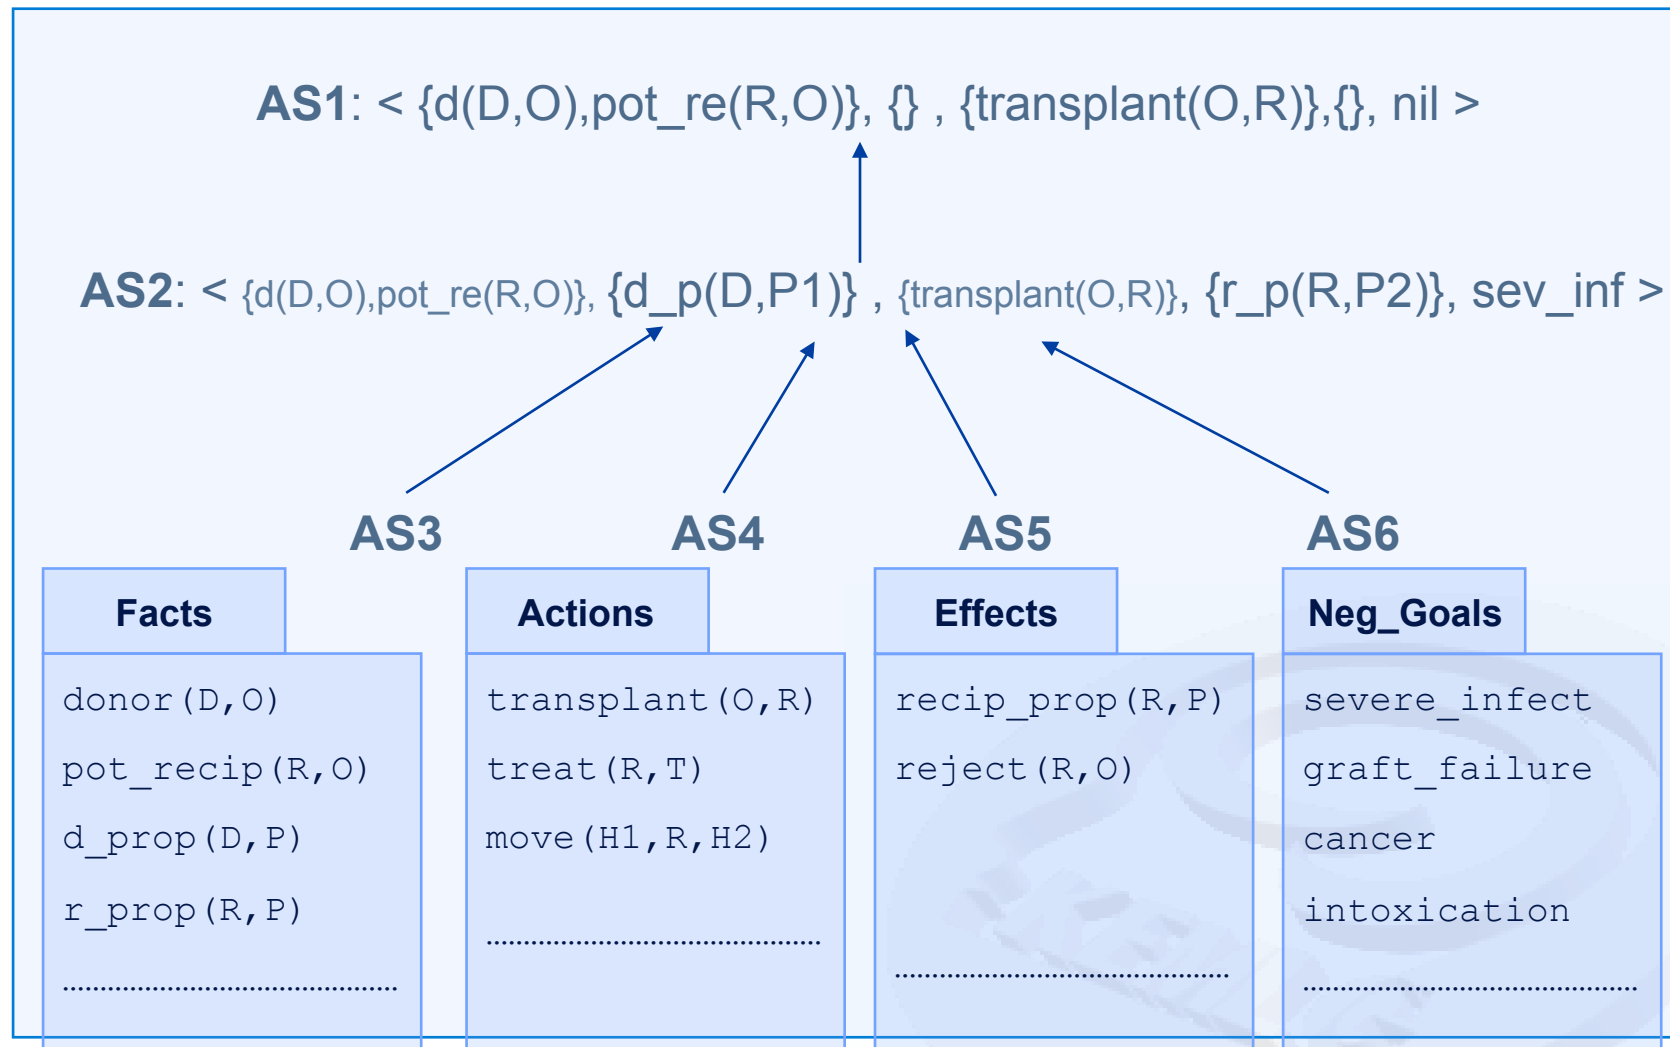 AS1: < {d(D,O),pot_re(R,O)}, {} , {transplant(O,R)},{}, nil >
AS2: < {d(D,O),pot_re(R,O)}, {d_p(D,P1)} , {transplant(O,R)}, {r_p(R,P2)}, sev_inf >
AS3 AS4 AS5 AS6
Facts
donor(D,O)
pot_recip(R,O)
d_prop(D,P)
r_prop(R,P)
.............................................
Actions
transplant(O,R)
treat(R,T)
move(H1,R,H2)
.............................................
Effects
recip_prop(R,P)
reject(R,O)
.............................................
Neg_Goals
severe_infect
graft_failure
cancer
intoxication
.............................................